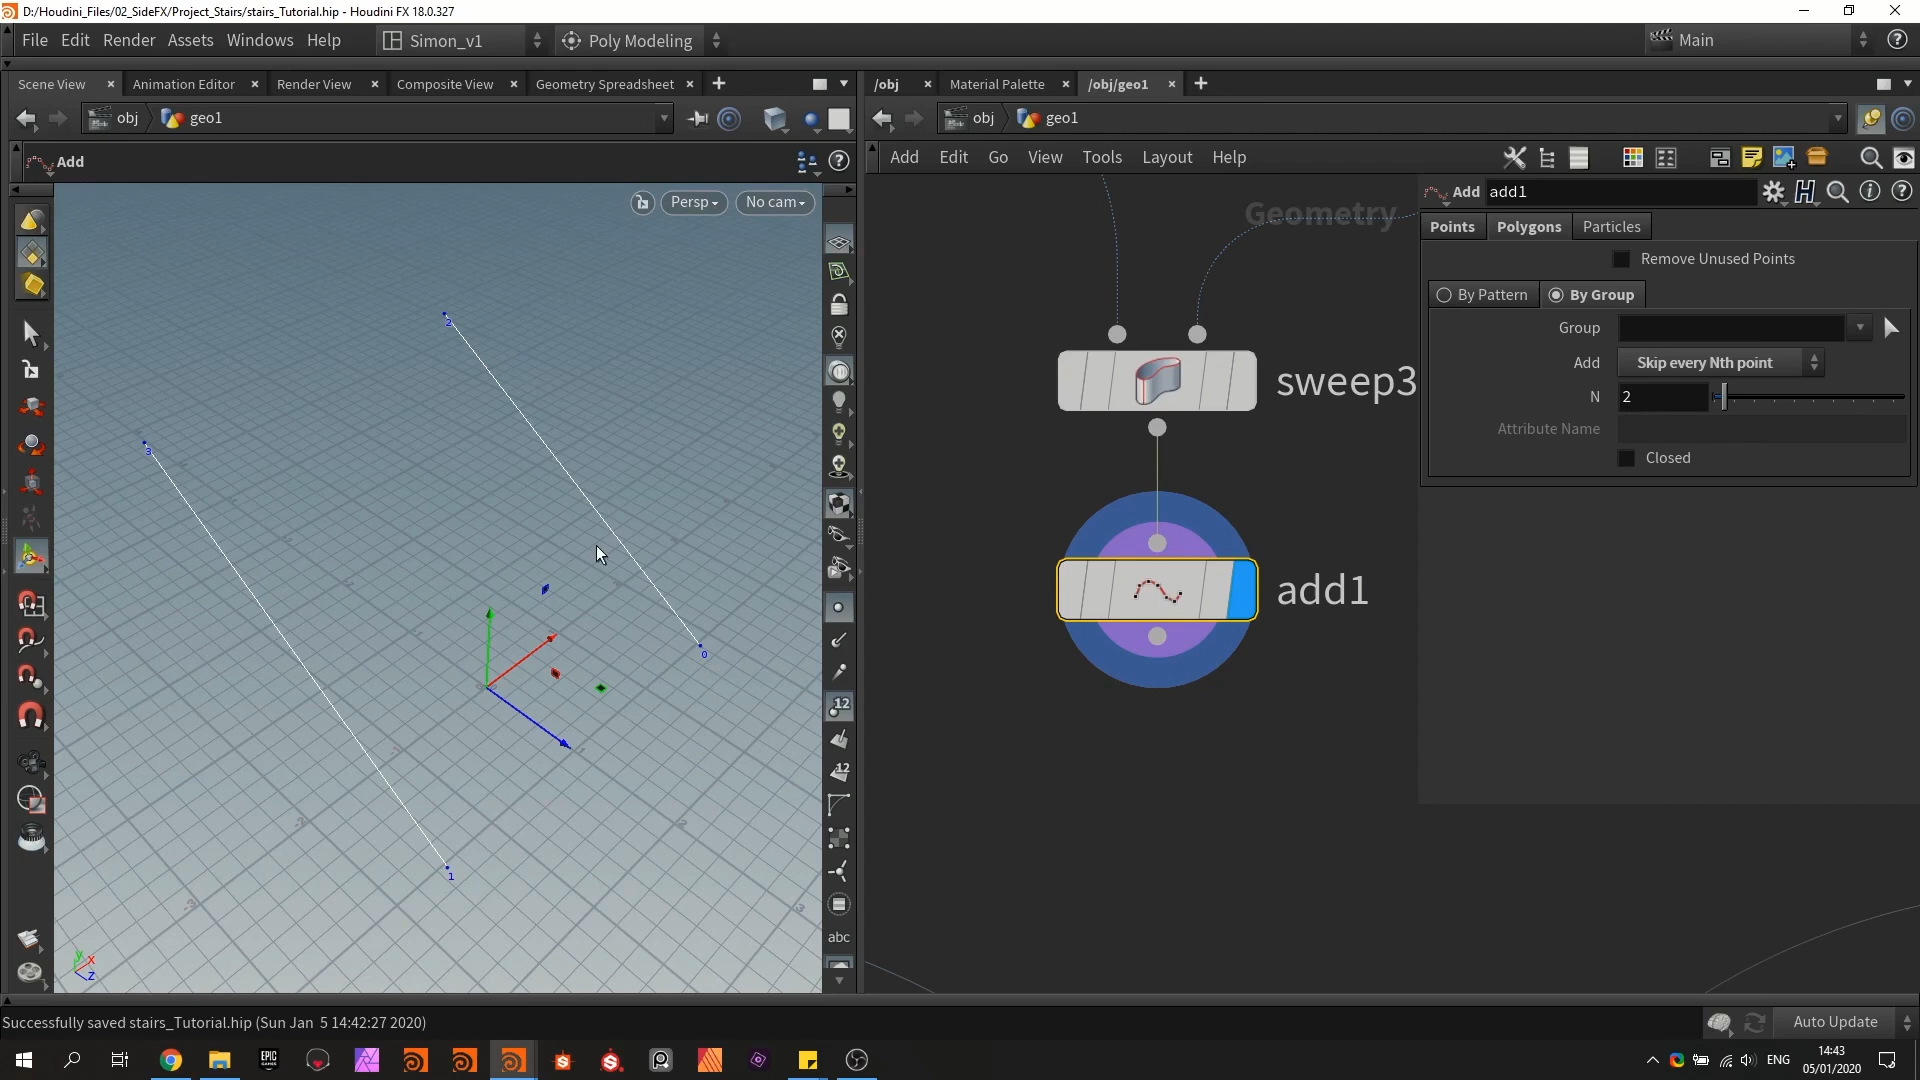 D:/Houdini_Files/02_SideFX/Project_Stairs/stairs_Tutorial.hip - Houdini FX 18.0.327
File Edit Render Assets Windows Help Simon_v1 Poly Modeling Main
Scene View Animation Editor Render View Composite View Geometry Spreadsheet
/obj Material Palette /obj/geo1
obj geo1
obj geo1
Add
Add Edit Go View Tools Layout Help
Persp No cam
Geometry
Add add1
Points Polygons Particles
Remove Unused Points
By Pattern By Group
Group
Add Skip every Nth point
N 2
Attribute Name
Closed
sweep3
add1
2
3
0
1
12
12
abc
y x
z
Successfully saved stairs_Tutorial.hip (Sun Jan 5 14:42:27 2020)
Auto Update
EPIC GAMES
ENG
14:43
05/01/2020